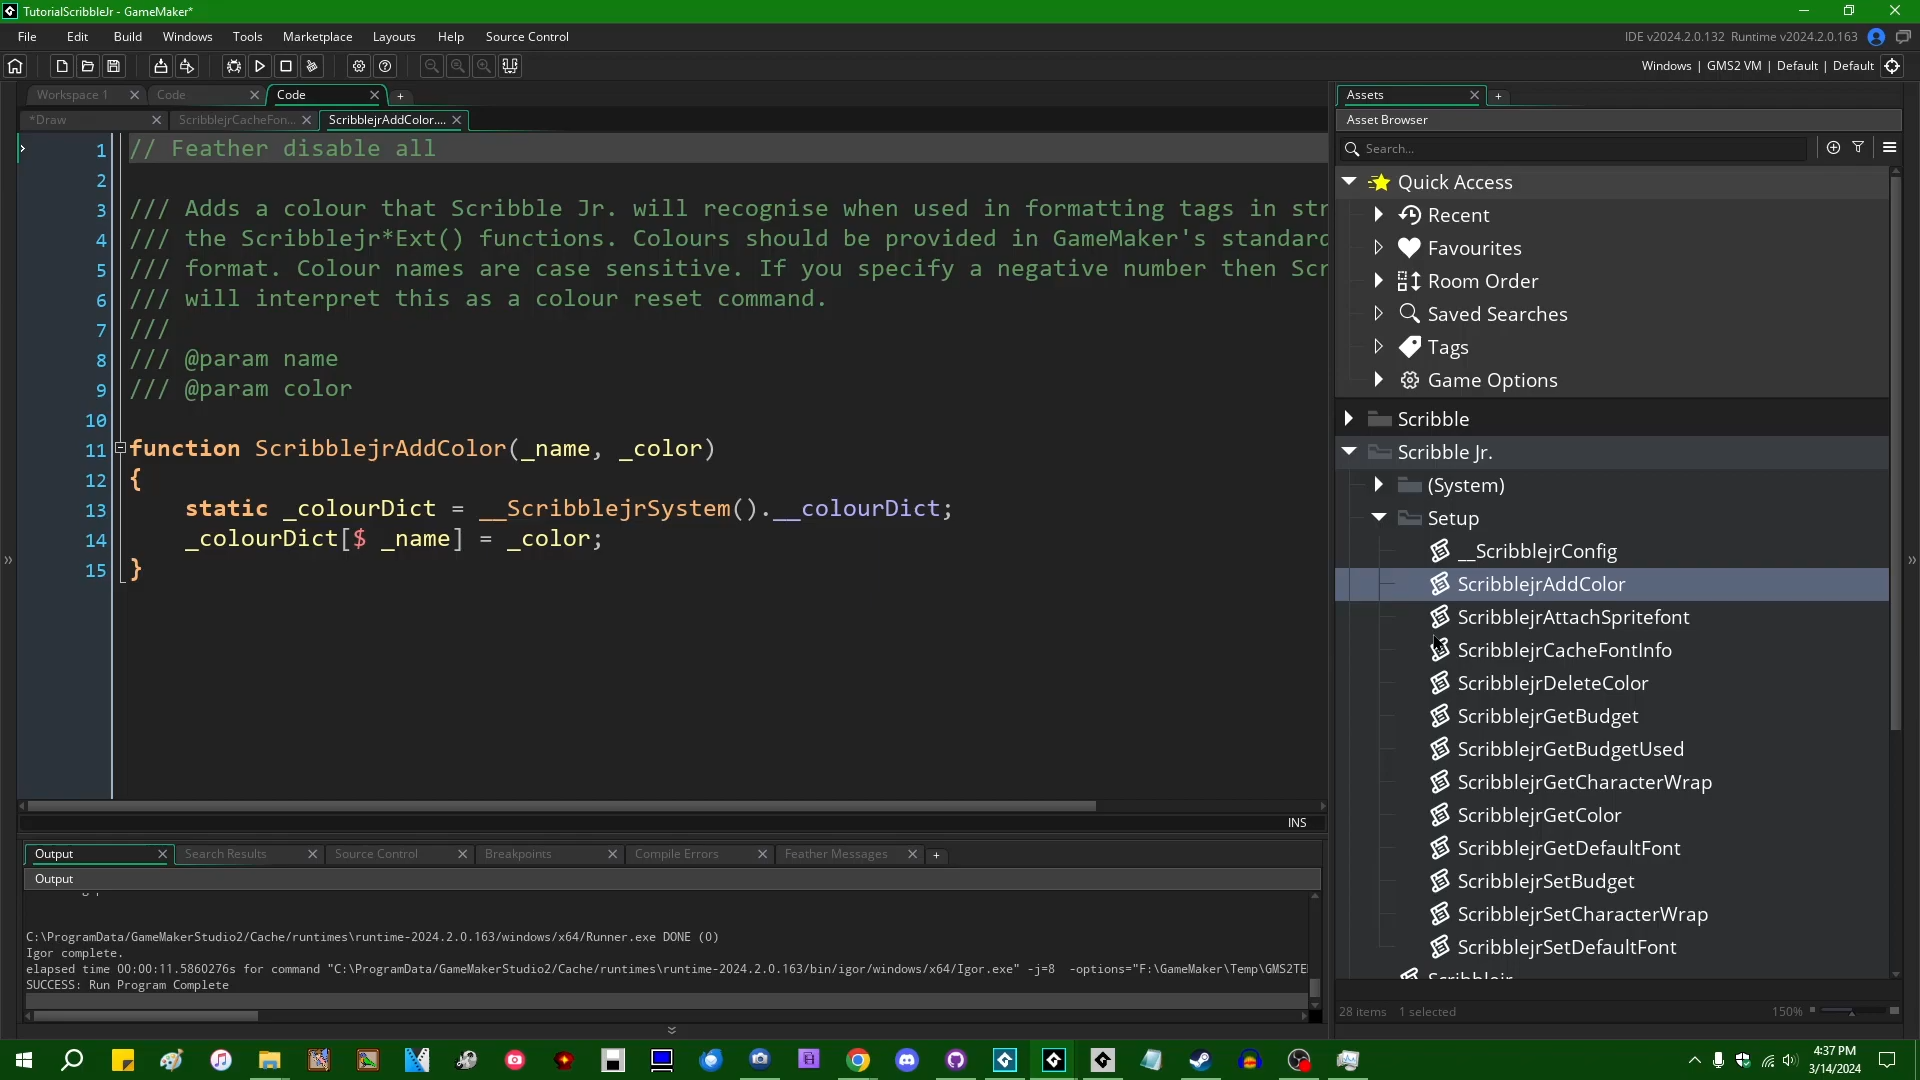 TutorialScribbleJr - GameMaker*
File Edit Build Windows Tools Marketplace Layouts Help Source Control
IDE v2024.2.0.132 Runtime v2024.2.0.163
Windows | GMS2 VM | Default | Default
Workspace 1
Code
Code
*Draw
ScribblejrCacheFon...
ScribblejrAddColor....
1 // Feather disable all
2
3 /// Adds a colour that Scribble Jr. will recognise when used in formatting tags in str
4 /// the Scribblejr*Ext() functions. Colours should be provided in GameMaker's standard
5 /// format. Colour names are case sensitive. If you specify a negative number then Scr
6 /// will interpret this as a colour reset command.
7 ///
8 /// @param name
9 /// @param color
10
11 function ScribblejrAddColor(_name, _color)
12 {
13 static _colourDict = __ScribblejrSystem().__colourDict;
14 _colourDict[$ _name] = _color;
15 }
INS
Output
Search Results
Source Control
Breakpoints
Compile Errors
Feather Messages
Output
C:\ProgramData/GameMakerStudio2/Cache/runtimes\runtime-2024.2.0.163/windows/x64/Runner.exe DONE (0)
Igor complete.
elapsed time 00:00:11.5860276s for command "C:\ProgramData/GameMakerStudio2/Cache/runtimes\runtime-2024.2.0.163/bin/igor/windows/x64/Igor.exe" -j=8 -options="F:\GameMaker\Temp\GMS2TE
SUCCESS: Run Program Complete
Assets
Asset Browser
Search...
Quick Access
Recent
Favourites
Room Order
Saved Searches
Tags
Game Options
Scribble
Scribble Jr.
(System)
Setup
__ScribblejrConfig
ScribblejrAddColor
ScribblejrAttachSpritefont
ScribblejrCacheFontInfo
ScribblejrDeleteColor
ScribblejrGetBudget
ScribblejrGetBudgetUsed
ScribblejrGetCharacterWrap
ScribblejrGetColor
ScribblejrGetDefaultFont
ScribblejrSetBudget
ScribblejrSetCharacterWrap
ScribblejrSetDefaultFont
Scribblejr
28 items 1 selected
150%
4:37 PM
3/14/2024